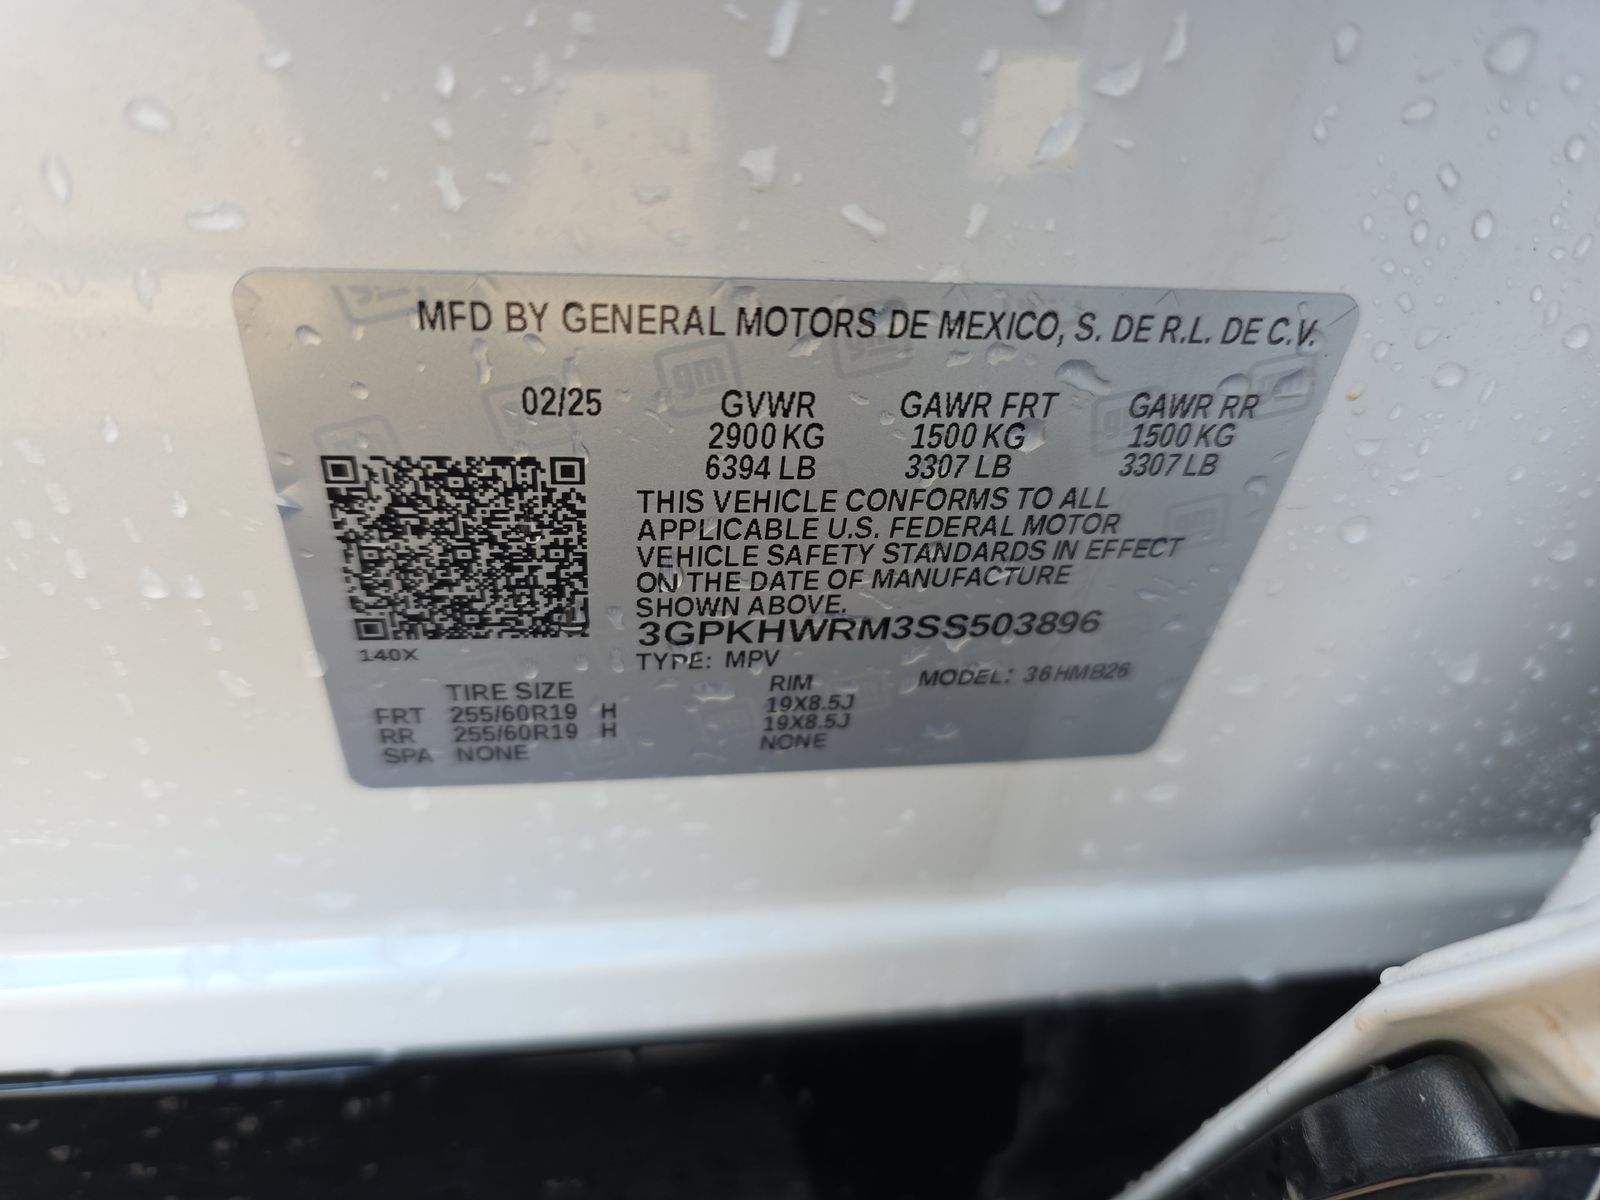 MFD BY GENERAL MOTORS DE MEXICO, S. DE R.L. DE C.V.
02/25 GVWR GAWR FRT GAWR RR
2900 KG 1500 KG 1500 KG
6394 LB 3307 LB 3307 LB
THIS VEHICLE CONFORMS TO ALL
APPLICABLE U.S. FEDERAL MOTOR
VEHICLE SAFETY STANDARDS IN EFFECT
ON THE DATE OF MANUFACTURE
SHOWN ABOVE.
3GPKHWRM3SS503896
140X
TYPE: MPV MODEL: 36HMB26
TIRE SIZE RIM
FRT 255/60R19 H 19X8.5J
RR 255/60R19 H 19X8.5J
SPA NONE NONE
gm